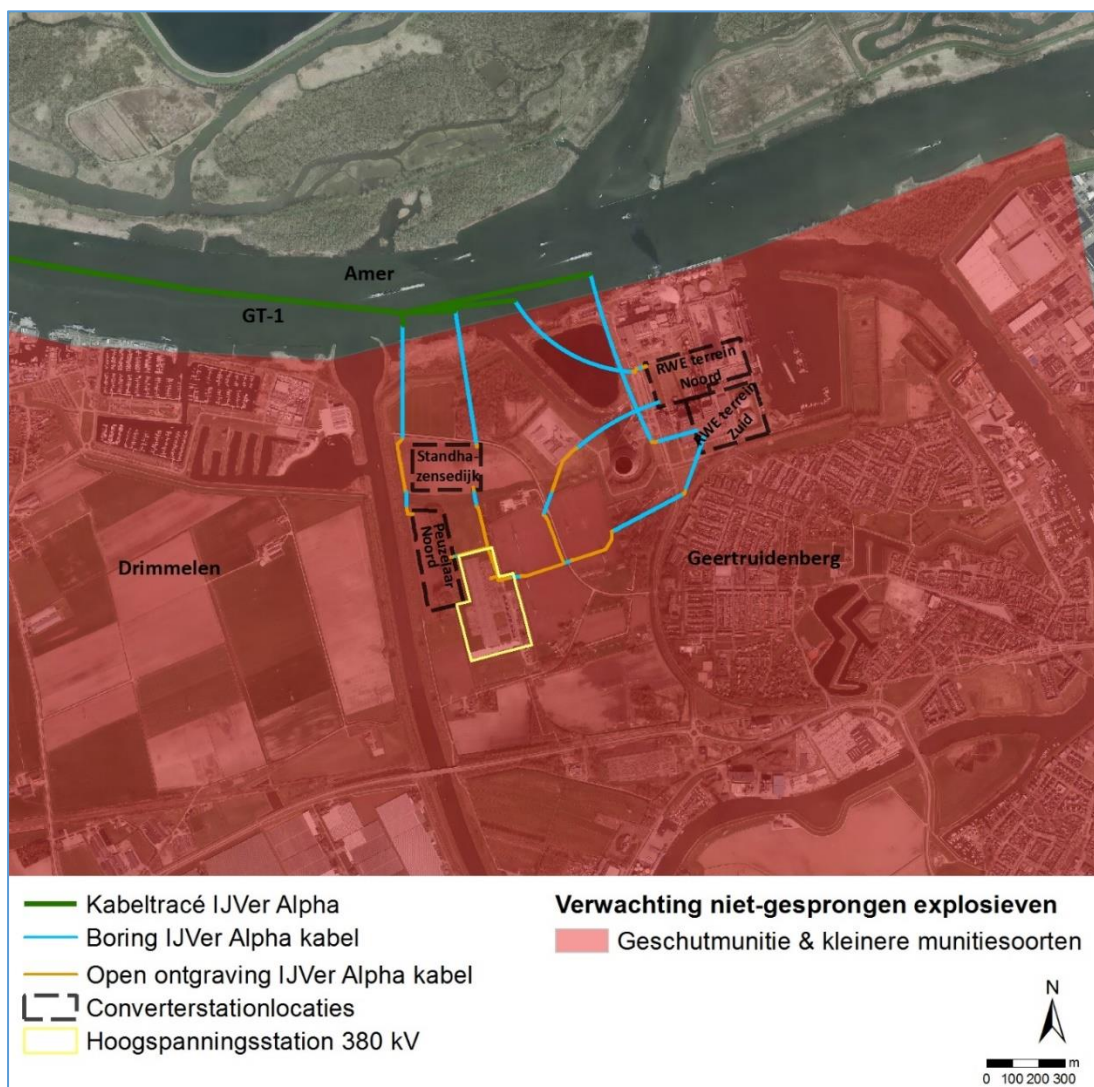 Amer
GT-1
RWE terrein
Noord
RWE terrein
Zuid
Standha-
zensedijk
Peuzelaar
Noord
Drimmelen
Geertruidenberg
Kabeltracé IJVer Alpha
Boring IJVer Alpha kabel
Open ontgraving IJVer Alpha kabel
Converterstationlocaties
Hoogspanningsstation 380 kV
Verwachting niet-gesprongen explosieven
Geschutmunitie & kleinere munitiesoorten
N
m
0 100 200 300